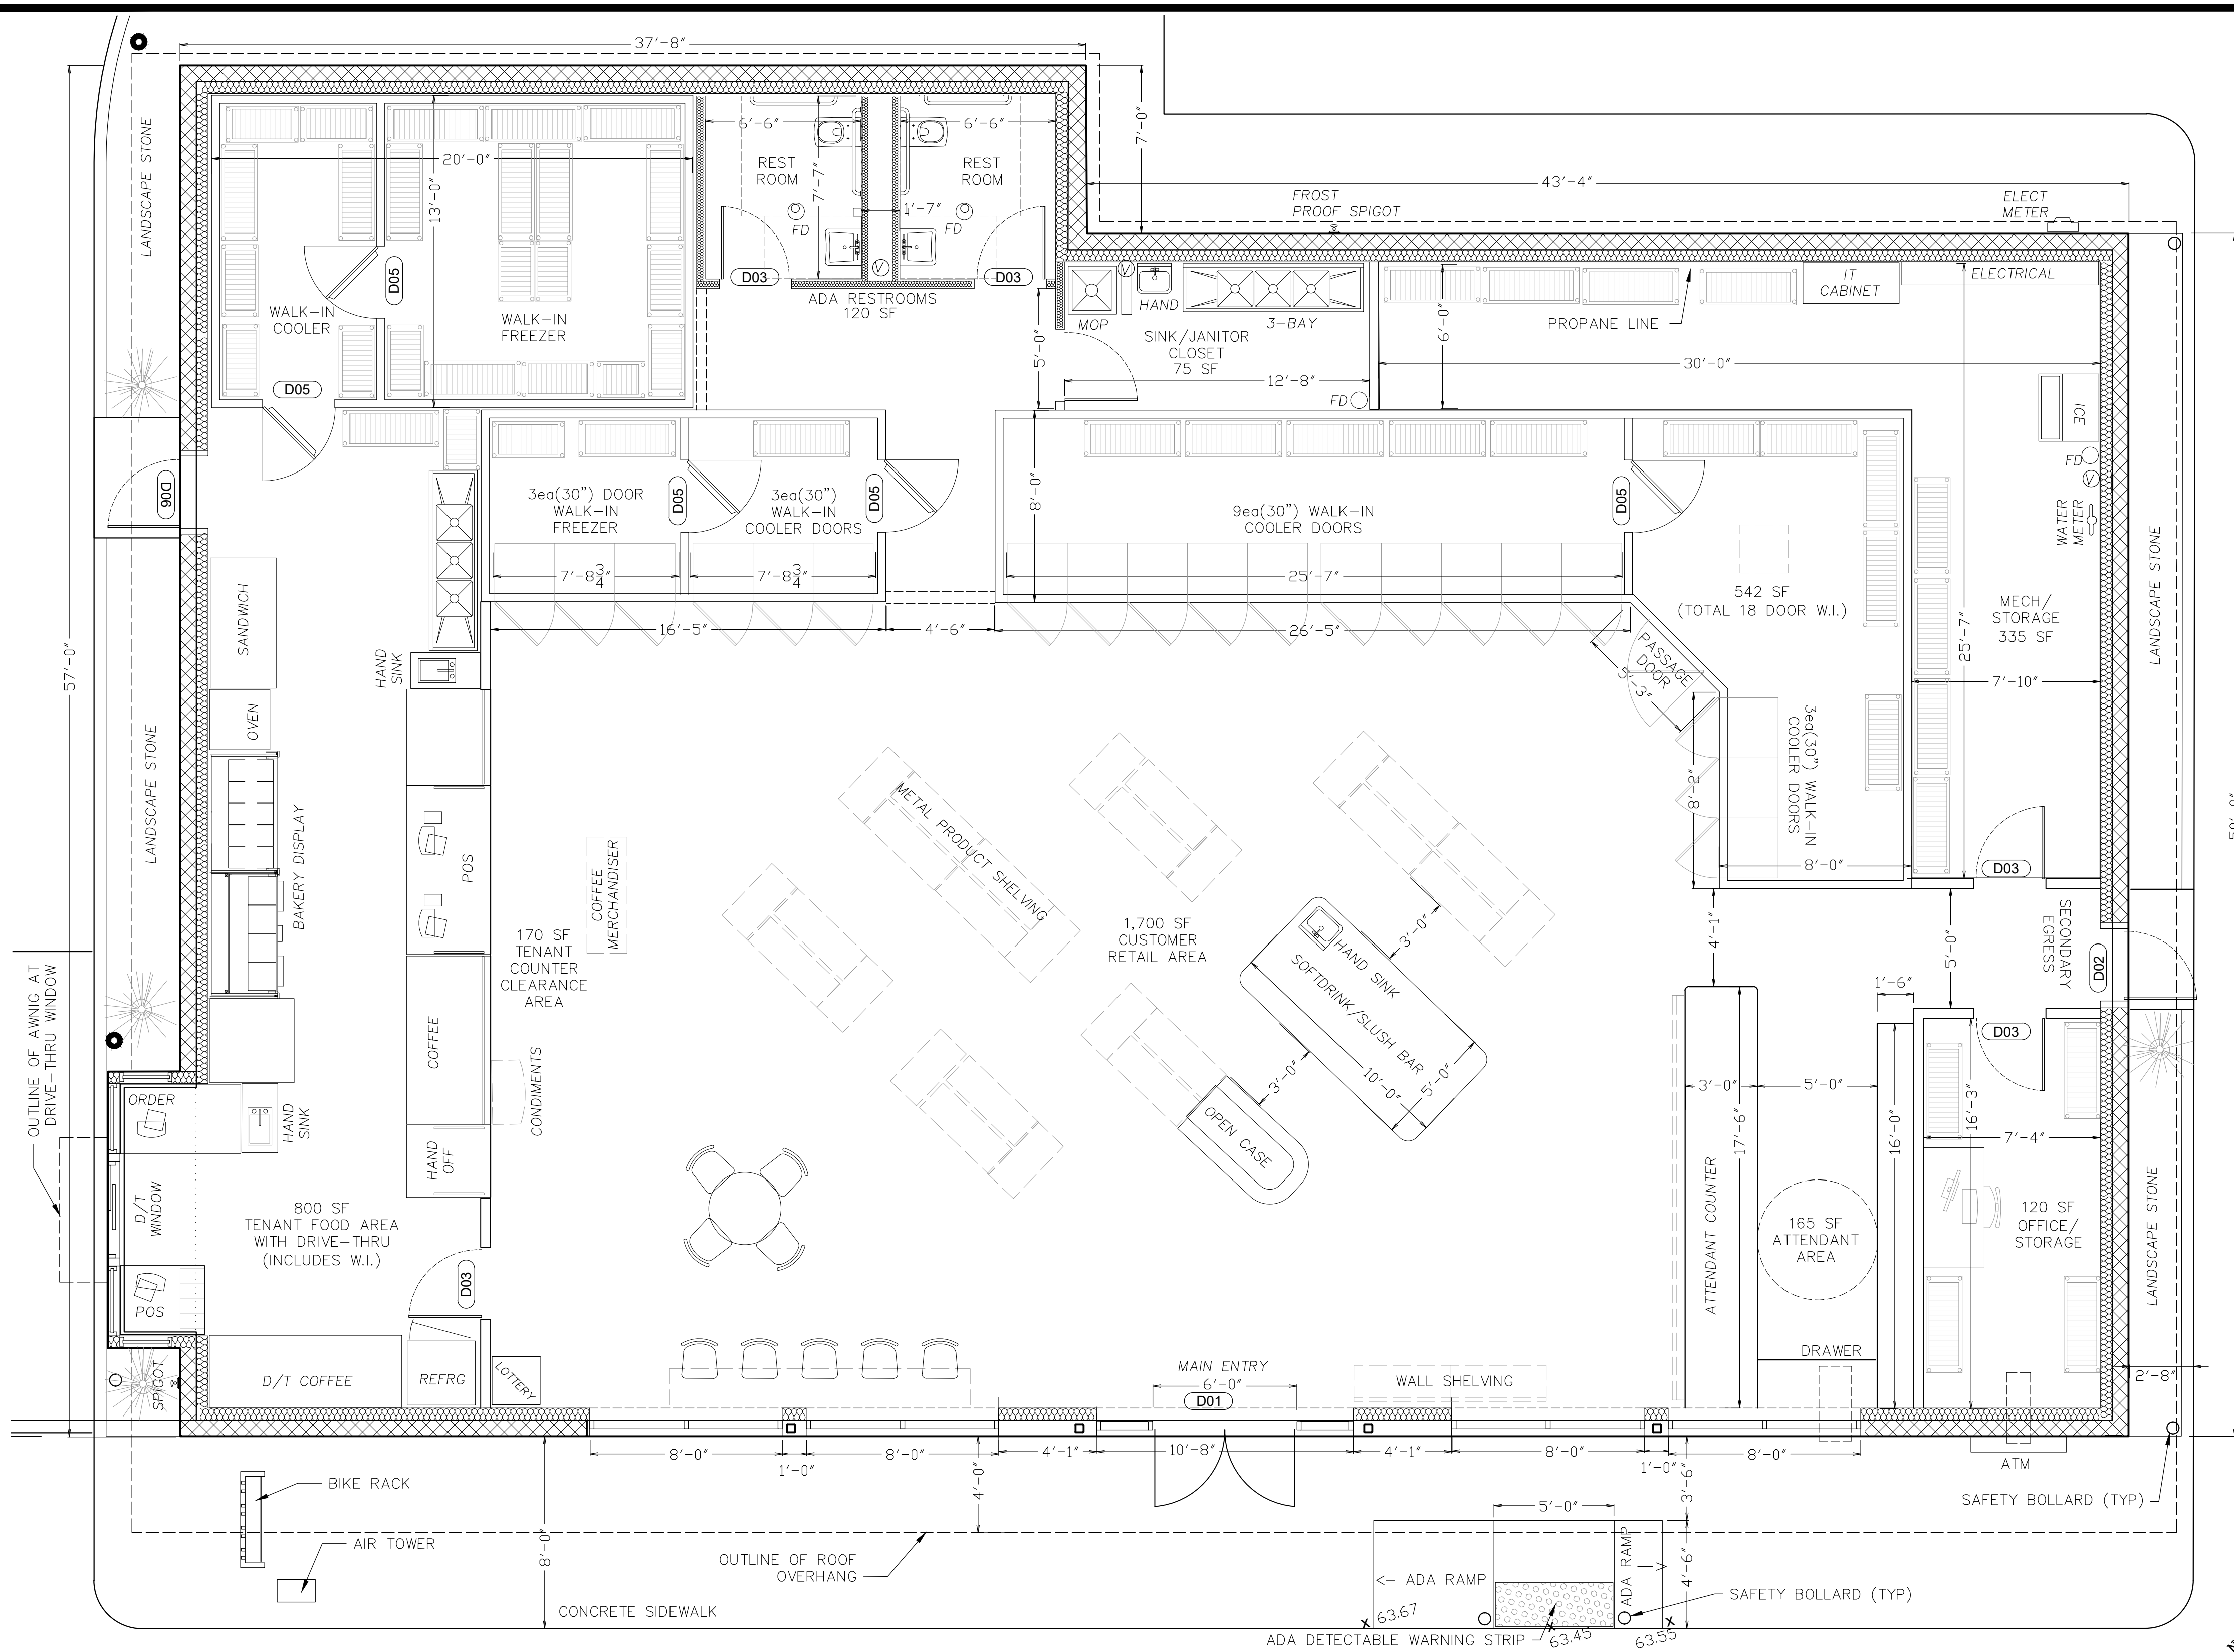 37'-8"
7'-0"
43'-4"
LANDSCAPE STONE
20'-0"
13'-0"
6'-6"
6'-6"
REST
ROOM
REST
ROOM
7'-7"
1'-7"
FD
FD
D03
D03
ADA RESTROOMS
120 SF
FROST
PROOF SPIGOT
ELECT
METER
WALK-IN
COOLER
D05
WALK-IN
FREEZER
D05
5'-0"
MOP
V
V
HAND
3-BAY
SINK/JANITOR
CLOSET
75 SF
12'-8"
FD
6'-0"
PROPANE LINE
IT
CABINET
ELECTRICAL
30'-0"
ICE
FD
V
WATER
METER
LANDSCAPE STONE
57'-0"
D06
3ea(30") DOOR
WALK-IN
FREEZER
D05
3ea(30")
WALK-IN
COOLER DOORS
D05
8'-0"
9ea(30") WALK-IN
COOLER DOORS
D05
7'-8 3/4"
7'-8 3/4"
25'-7"
16'-5"
4'-6"
26'-5"
542 SF
(TOTAL 18 DOOR W.I.)
MECH/
STORAGE
335 SF
25'-7"
7'-10"
PASSAGE
DOOR
5'-3"
3ea(30") WALK-IN
COOLER DOORS
8'-2"
8'-0"
SANDWICH
HAND
SINK
OVEN
LANDSCAPE STONE
BAKERY DISPLAY
POS
COFFEE
MERCHANDISER
METAL PRODUCT SHELVING
170 SF
TENANT
COUNTER
CLEARANCE
AREA
1,700 SF
CUSTOMER
RETAIL AREA
3'-0"
HAND SINK
SOFTDRINK/SLUSH BAR
10'-0"
5'-0"
3'-0"
OPEN CASE
4'-1"
D03
5'-0"
SECONDARY
EGRESS
D02
1'-6"
D03
OUTLINE OF AWNIG AT
DRIVE-THRU WINDOW
COFFEE
CONDIMENTS
ORDER
HAND
SINK
HAND
OFF
D/T
WINDOW
POS
800 SF
TENANT FOOD AREA
WITH DRIVE-THRU
(INCLUDES W.I.)
D03
3'-0"
5'-0"
17'-6"
16'-0"
16'-3"
7'-4"
ATTENDANT COUNTER
165 SF
ATTENDANT
AREA
120 SF
OFFICE/
STORAGE
LANDSCAPE STONE
DRAWER
SPIGOT
D/T COFFEE
REFRG
LOTTERY
MAIN ENTRY
6'-0"
D01
WALL SHELVING
2'-8"
8'-0"
1'-0"
8'-0"
4'-1"
10'-8"
4'-1"
8'-0"
1'-0"
8'-0"
ATM
BIKE RACK
AIR TOWER
8'-0"
4'-0"
OUTLINE OF ROOF
OVERHANG
CONCRETE SIDEWALK
3'-6"
5'-0"
4'-6"
<- ADA RAMP
ADA RAMP
->
SAFETY BOLLARD (TYP)
SAFETY BOLLARD (TYP)
63.67
ADA DETECTABLE WARNING STRIP
63.45
63.55